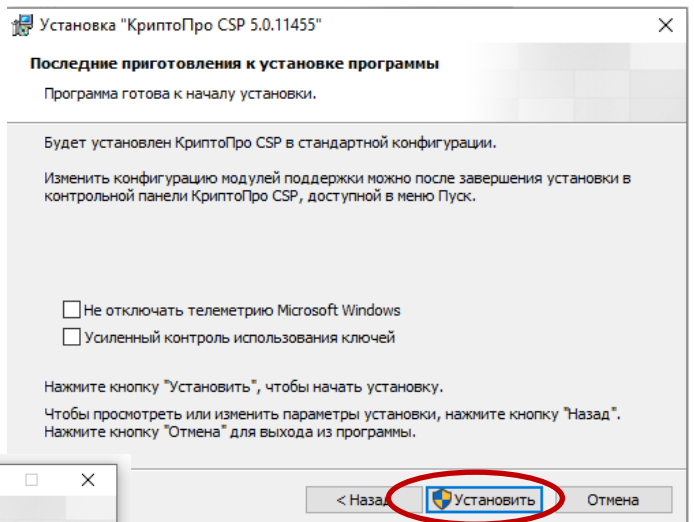 Установка "КриптоПро CSP 5.0.11455"
Последние приготовления к установке программы
Программа готова к началу установки.
Будет установлен КриптоПро CSP в стандартной конфигурации.
Изменить конфигурацию модулей поддержки можно после завершения установки в
контрольной панели КриптоПро CSP, доступной в меню Пуск.
Не отключать телеметрию Microsoft Windows
Усиленный контроль использования ключей
Нажмите кнопку "Установить", чтобы начать установку.
Чтобы просмотреть или изменить параметры установки, нажмите кнопку "Назад".
Нажмите кнопку "Отмена" для выхода из программы.
< Назад Установить Отмена